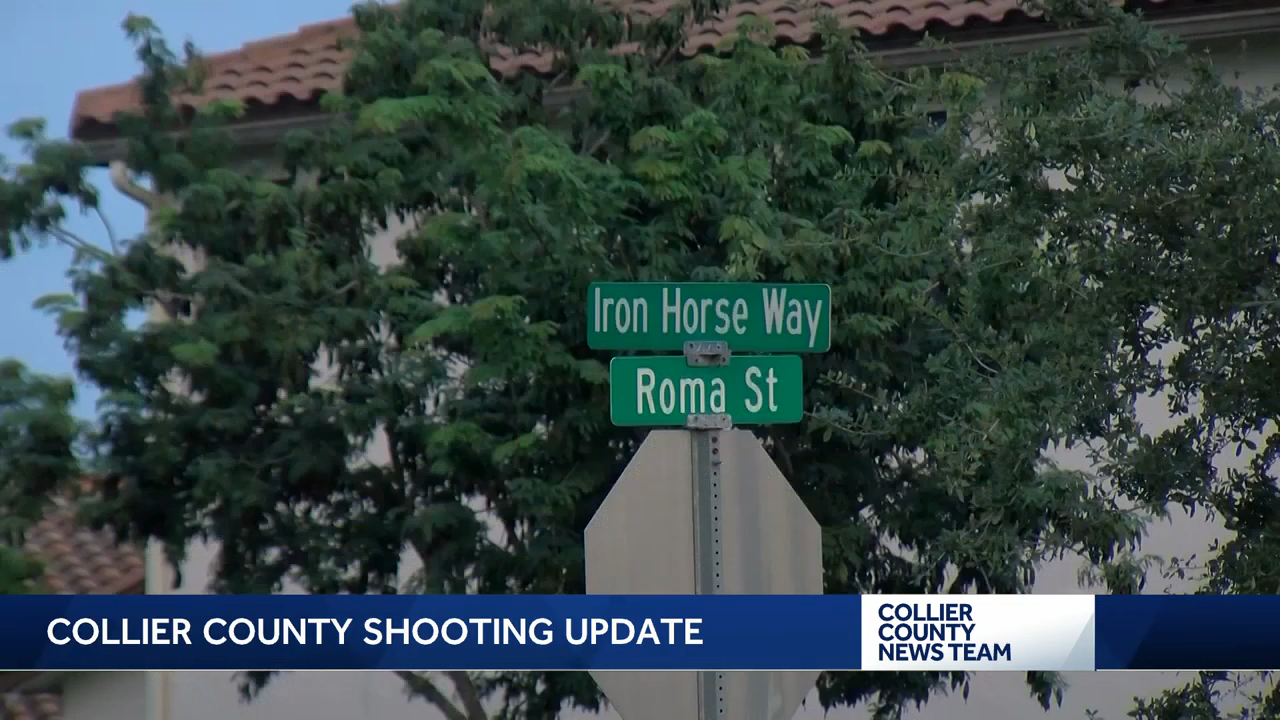 Iron Horse Way
Roma St
COLLIER COUNTY SHOOTING UPDATE
COLLIER
COUNTY
NEWS TEAM